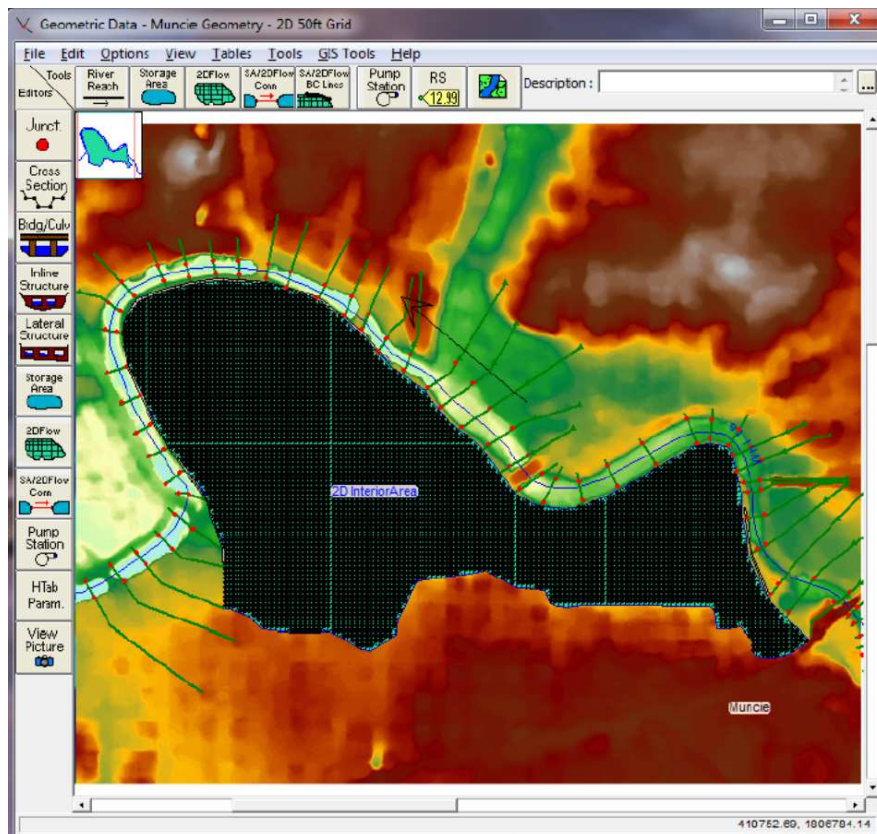 Geometric Data - Muncie Geometry - 2D 50ft Grid
File Edit Options View Tables Tools GIS Tools Help
Tools
Editors
River
Reach
Storage
Area
2DFlow
SA/2DFlow
Conn
SA/2DFlow
BC Lines
Pump
Station
RS
12.99
Description :
...
Junct.
Cross
Section
Bidg/Culv
Inline
Structure
Lateral
Structure
Storage
Area
2DFlow
SA/2DFlow
Conn
Pump
Station
HTab
Param.
View
Picture
2D InteriorArea
Muncie
410752.69, 1806784.14